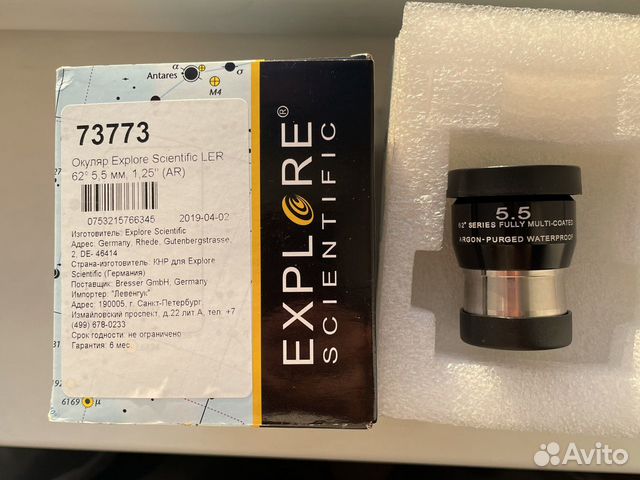 α
σ
Antares
M4
73773
Окуляр Explore Scientific LER
62° 5,5 мм, 1,25" (AR)
0753215766345 2019-04-02
Изготовитель: Explore Scientific
Адрес: Germany, Rhede, Gutenbergstrasse,
2, DE- 46414
Страна-изготовитель: КНР для Explore
Scientific (Германия)
Поставщик: Bresser GmbH, Germany
Импортер: "Левенгук"
Адрес: 190005, г. Санкт-Петербург,
Измайловский проспект, д.22 лит А, тел. +7
(499) 678-0233
Срок годности: не ограничено
Гарантия: 6 мес
6169 μ
EXPLORE®
SCIENTIFIC
5.5
62° SERIES FULLY MULTI-COATED
ARGON-PURGED WATERPROOF
Avito